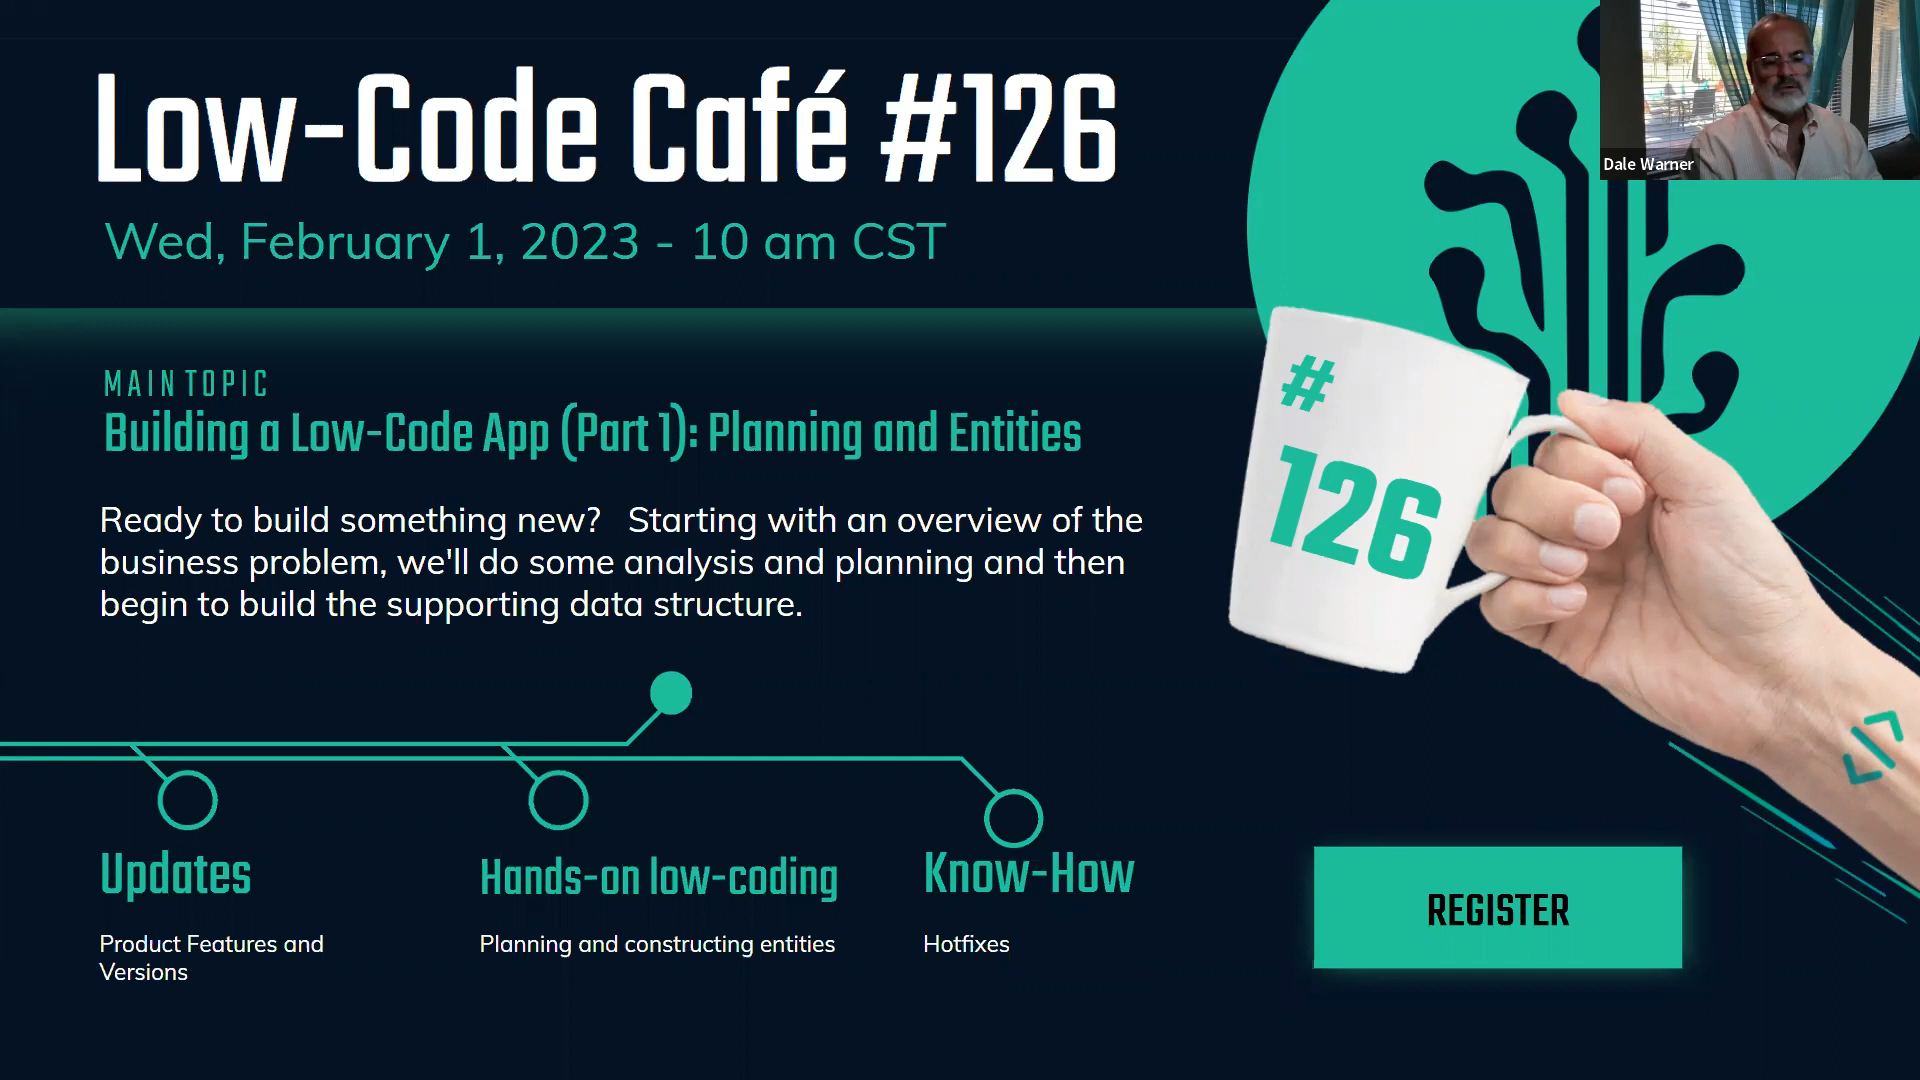 Low-Code Café #126
Wed, February 1, 2023 - 10 am CST
Dale Warner
MAIN TOPIC
Building a Low-Code App (Part 1): Planning and Entities
Ready to build something new?   Starting with an overview of the
business problem, we'll do some analysis and planning and then
begin to build the supporting data structure.
#
126
Updates
Product Features and
Versions
Hands-on low-coding
Planning and constructing entities
Know-How
Hotfixes
REGISTER